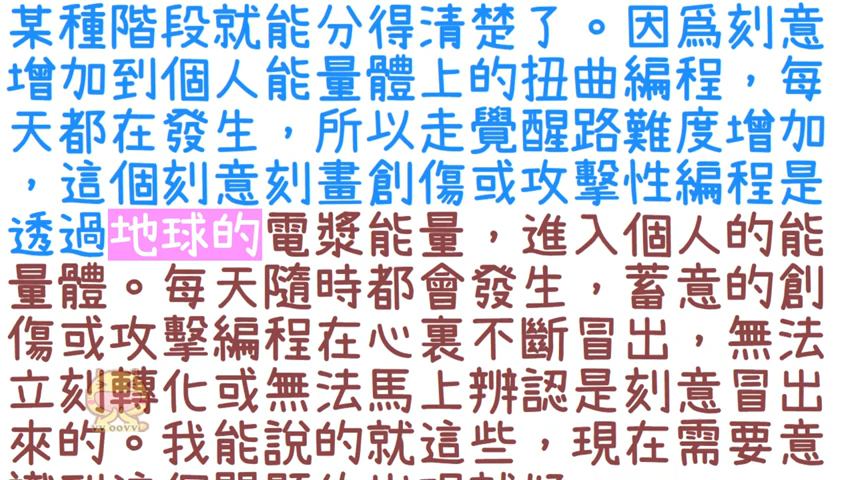 某種階段就能分得清楚了。因爲刻意
增加到個人能量體上的扭曲編程，每
天都在發生，所以走覺醒路難度增加
，這個刻意刻畫創傷或攻擊性編程是
透過地球的電漿能量，進入個人的能
量體。每天隨時都會發生，蓄意的創
傷或攻擊編程在心裏不斷冒出，無法
立刻轉化或無法馬上辨認是刻意冒出
來的。我能說的就這些，現在需要意